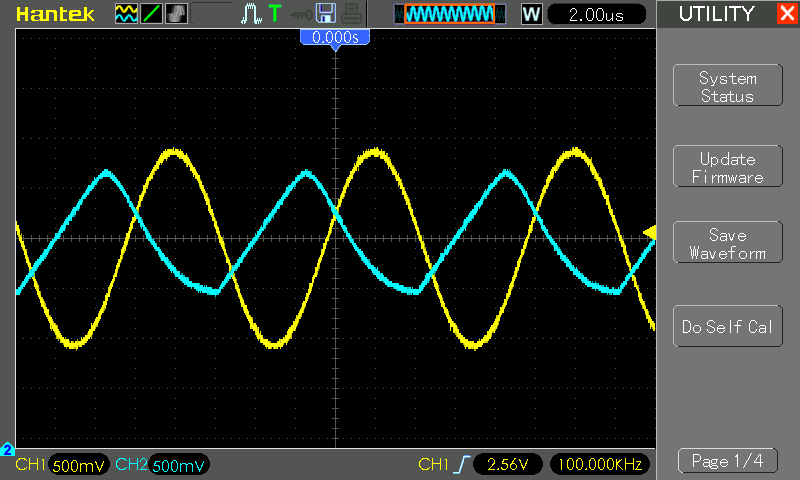 Hantek T W 2.00us UTILITY
0.000s
System
Status
Update
Firmware
Save
Waveform
Do Self Cal
2
CH1 500mV CH2 500mV CH1 2.56V 100.000KHz Page 1/4